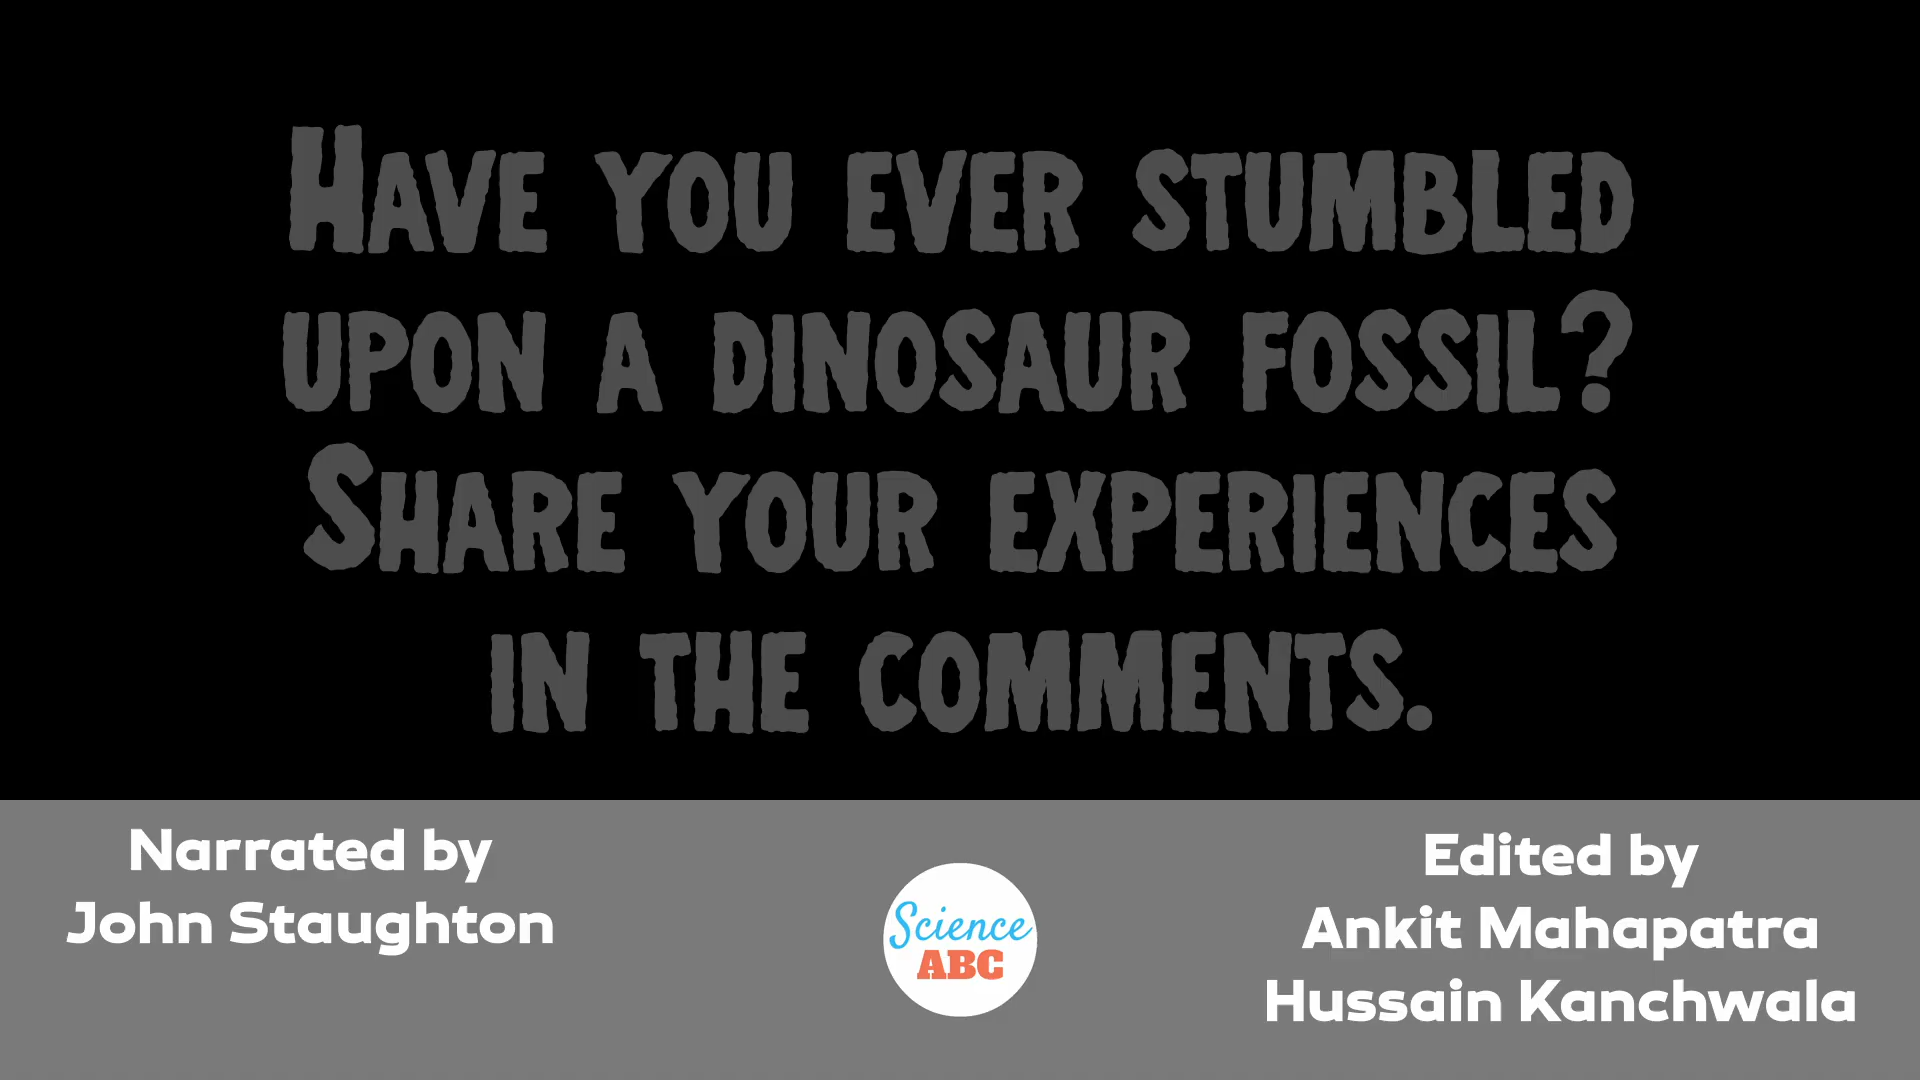 Have you ever stumbled
upon a dinosaur fossil?
Share your experiences
in the comments.
Narrated by
John Staughton
Science
ABC
Edited by
Ankit Mahapatra
Hussain Kanchwala